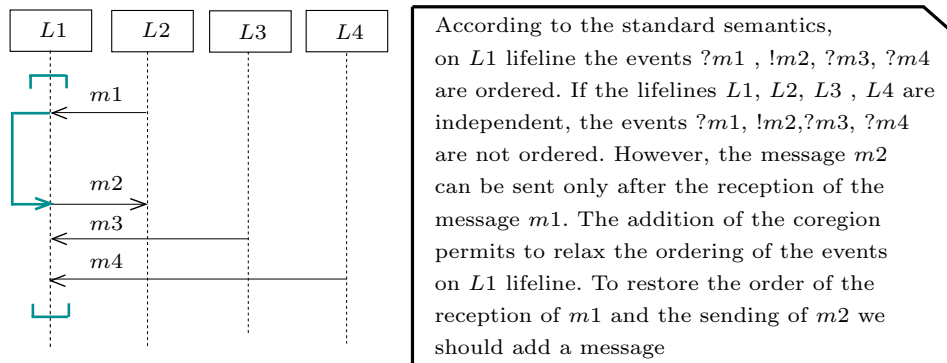 L1 L2 L3 L4
m1
m2
m3
m4
According to the standard semantics,
on L1 lifeline the events ?m1 , !m2, ?m3, ?m4
are ordered. If the lifelines L1, L2, L3 , L4 are
independent, the events ?m1, !m2,?m3, ?m4
are not ordered. However, the message m2
can be sent only after the reception of the
message m1. The addition of the coregion
permits to relax the ordering of the events
on L1 lifeline. To restore the order of the
reception of m1 and the sending of m2 we
should add a message